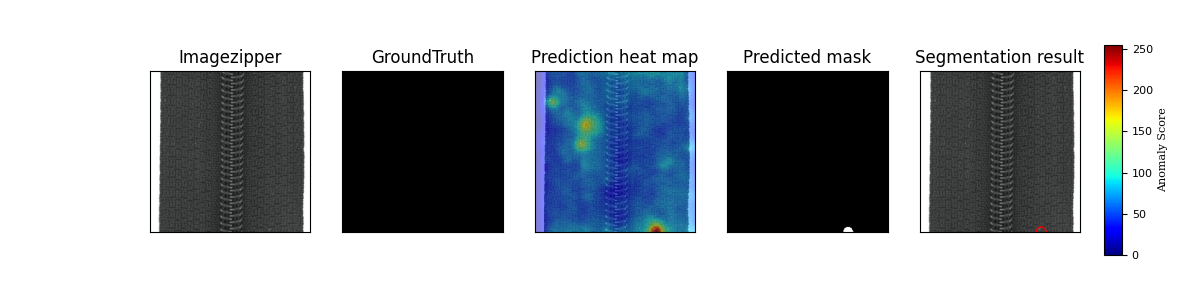 Imagezipper
GroundTruth
Prediction heat map
Predicted mask
Segmentation result
250
200
150
100
50
0
Anomaly Score